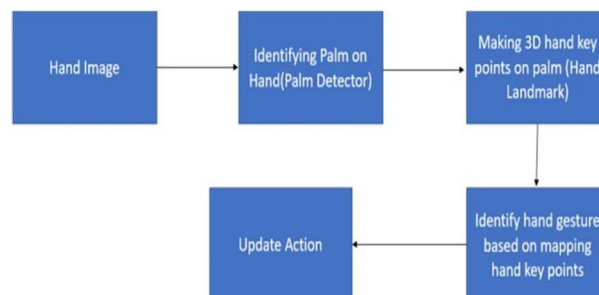 Hand Image
Identifying Palm on
Hand(Palm Detector)
Making 3D hand key
points on palm (Hand
Landmark)
Update Action
Identify hand gesture
based on mapping
hand key points